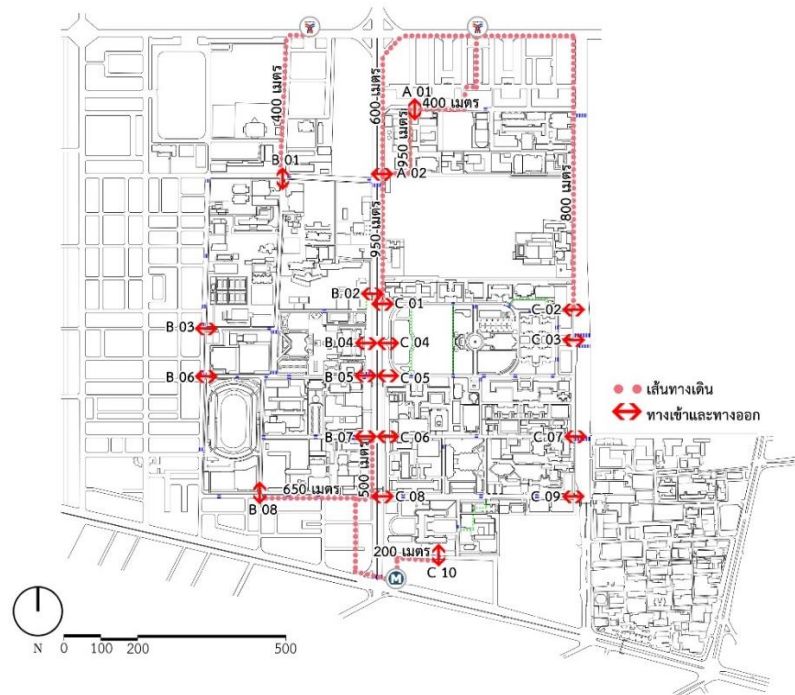 A 01
400 เมตร
600 เมตร
400 เมตร
950 เมตร
B 01
A 02
800 เมตร
950 เมตร
B 02
C 01
C 02
B 03
B 04
C 04
C 03
B 06
B 05
C 05
เส้นทางเดิน
ทางเข้าและทางออก
B 07
C 06
C 07
500 เมตร
650 เมตร
B 08
C 08
C 09
200 เมตร
C 10
M
N
0 100 200 500